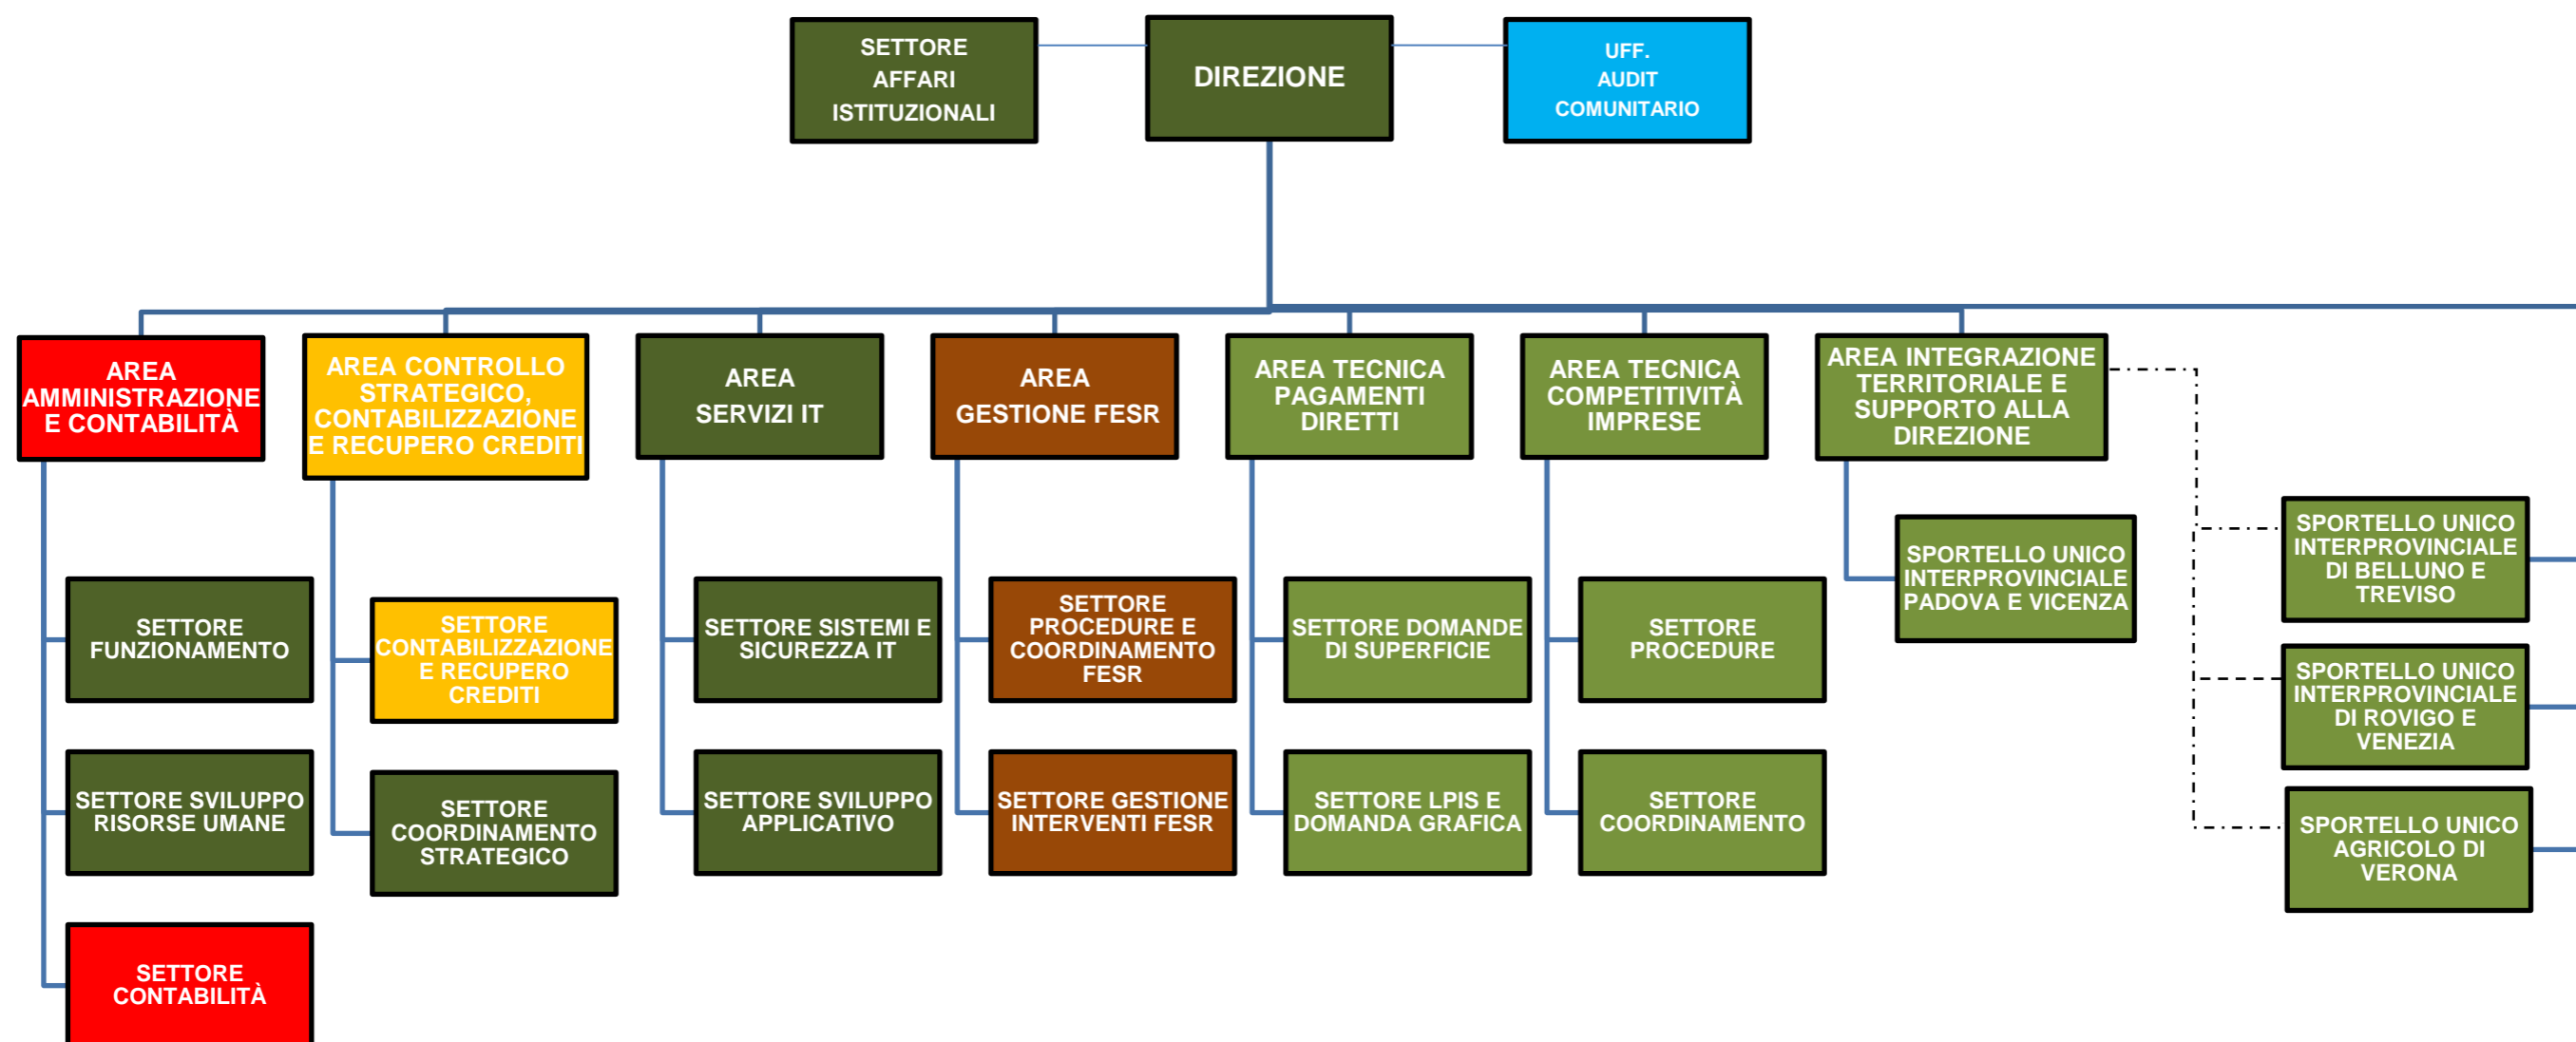 SETTORE
AFFARI
ISTITUZIONALI
DIREZIONE
UFF.
AUDIT
COMUNITARIO
AREA
AMMINISTRAZIONE
E CONTABILITÀ
AREA CONTROLLO
STRATEGICO,
CONTABILIZZAZIONE
E RECUPERO CREDITI
AREA
SERVIZI IT
AREA
GESTIONE FESR
AREA TECNICA
PAGAMENTI
DIRETTI
AREA TECNICA
COMPETITIVITÀ
IMPRESE
AREA INTEGRAZIONE
TERRITORIALE E
SUPPORTO ALLA
DIREZIONE
SETTORE
FUNZIONAMENTO
SETTORE
CONTABILIZZAZIONE
E RECUPERO
CREDITI
SETTORE SISTEMI E
SICUREZZA IT
SETTORE
PROCEDURE E
COORDINAMENTO
FESR
SETTORE DOMANDE
DI SUPERFICIE
SETTORE
PROCEDURE
SPORTELLO UNICO
INTERPROVINCIALE
PADOVA E VICENZA
SPORTELLO UNICO
INTERPROVINCIALE
DI BELLUNO E
TREVISO
SPORTELLO UNICO
INTERPROVINCIALE
DI ROVIGO E
VENEZIA
SETTORE SVILUPPO
RISORSE UMANE
SETTORE
COORDINAMENTO
STRATEGICO
SETTORE SVILUPPO
APPLICATIVO
SETTORE GESTIONE
INTERVENTI FESR
SETTORE LPIS E
DOMANDA GRAFICA
SETTORE
COORDINAMENTO
SPORTELLO UNICO
AGRICOLO DI
VERONA
SETTORE
CONTABILITÀ